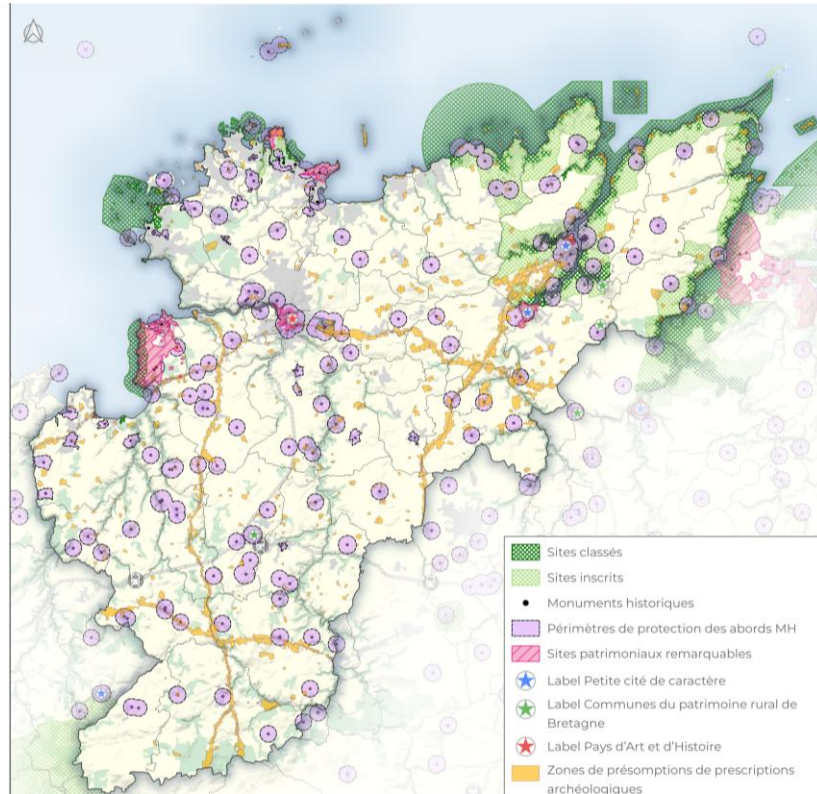 Sites classés
Sites inscrits
Monuments historiques
Périmètres de protection des abords MH
Sites patrimoniaux remarquables
Label Petite cité de caractère
Label Communes du patrimoine rural de
Bretagne
Label Pays d'Art et d'Histoire
Zones de présomptions de prescriptions
archéologiques